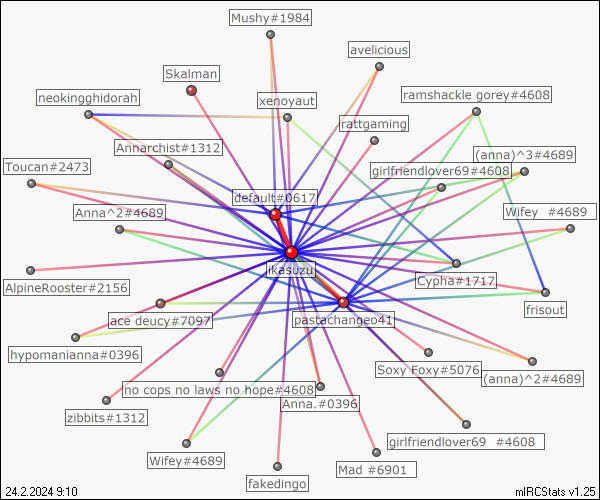 Mushy#1984
avelicious
Skalman
neokingghidorah
xenoyaut
ramshackle gorey#4608
rattgaming
Annarchist#1312
(anna)^3#4689
Toucan#2473
girlfriendlover69#4608
default#0617
Anna^2#4689
Wifey #4689
ikasuzu
Cypha#1717
AlpineRooster#2156
frisout
ace deucy#7097
pastachangeo41
hypomanianna#0396
Soxy Foxy#5076
(anna)^2#4689
no cops no laws no hope#4608
Anna.#0396
zibbits#1312
girlfriendlover69 #4608
Wifey#4689
Mad #6901
fakedingo
24.2.2024 9:10
mIRCStats v1.25